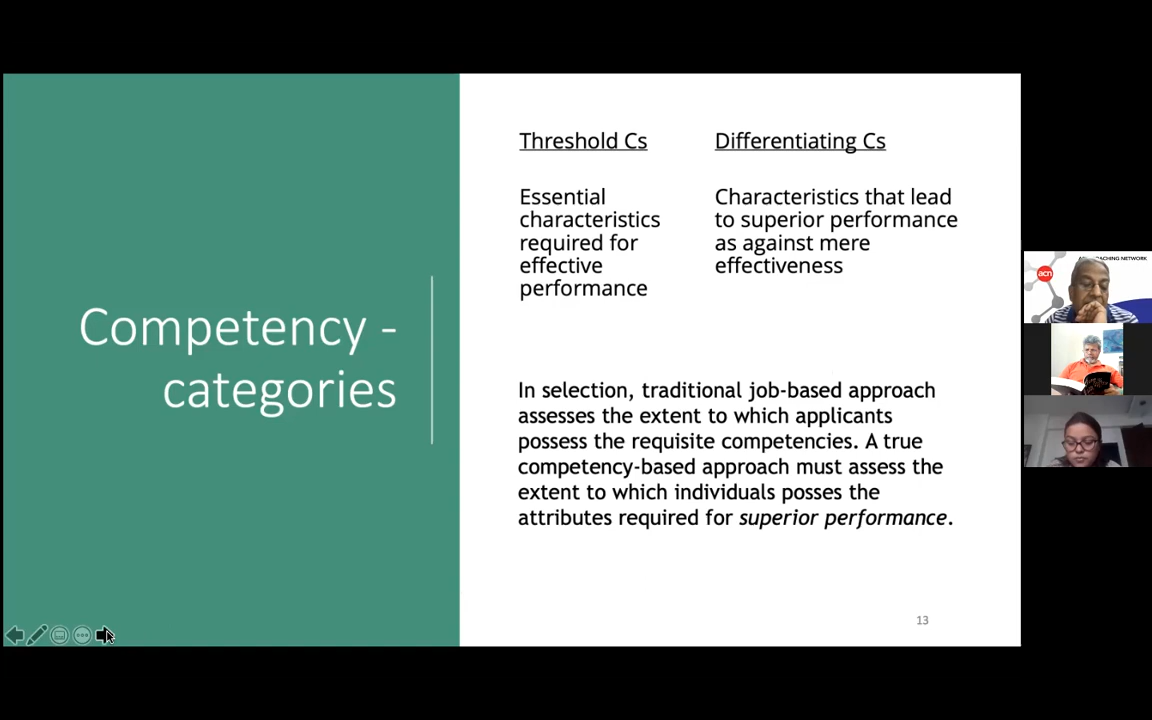 Competency -
categories
Threshold Cs
Essential
characteristics
required for
effective
performance
Differentiating Cs
Characteristics that lead
to superior performance
as against mere
effectiveness
In selection, traditional job-based approach
assesses the extent to which applicants
possess the requisite competencies. A true
competency-based approach must assess the
extent to which individuals posses the
attributes required for superior performance.
13
acn
NETWORK